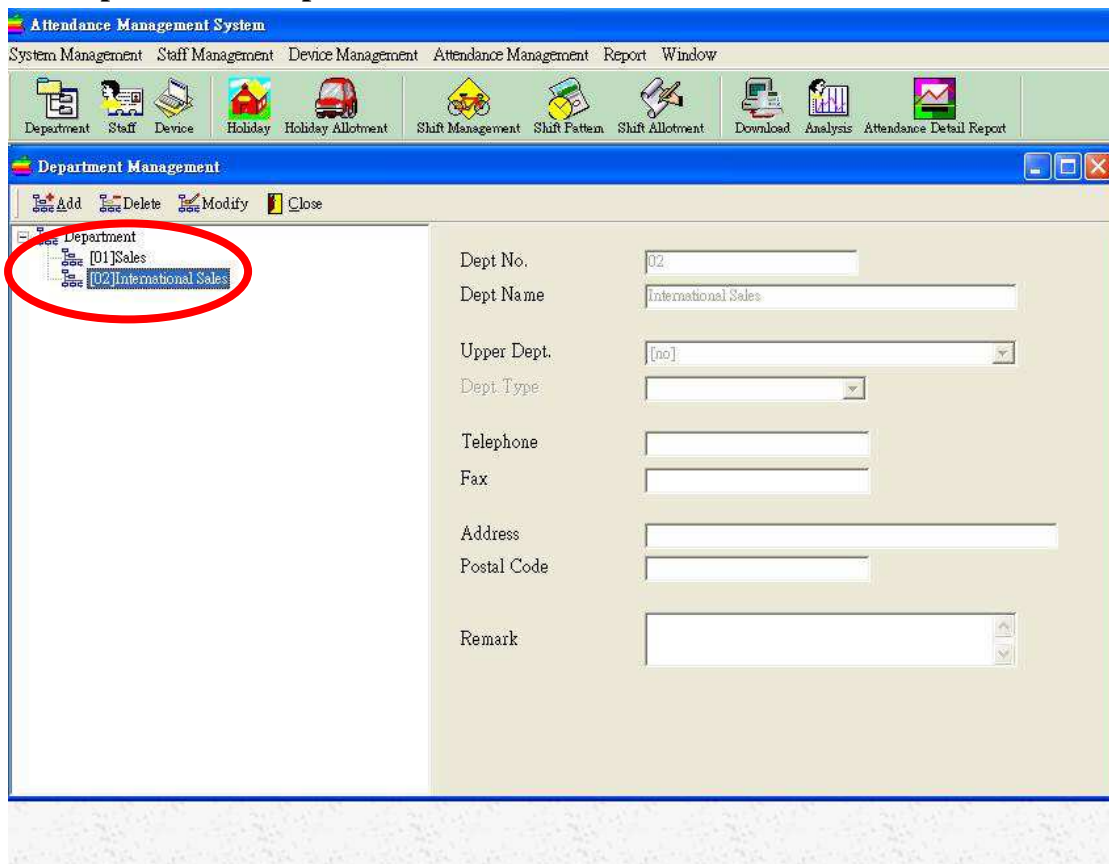 Attendance Management System
System Management Staff Management Device Management Attendance Management Report Window
Department Staff Device Holiday Holiday Allotment Shift Management Shift Pattern Shift Allotment Download Analysis Attendance Detail Report
Department Management
Add Delete Modify Close
Department
[01]Sales
[02]International Sales
Dept No. 02
Dept Name International Sales
Upper Dept. [no]
Dept. Type
Telephone
Fax
Address
Postal Code
Remark